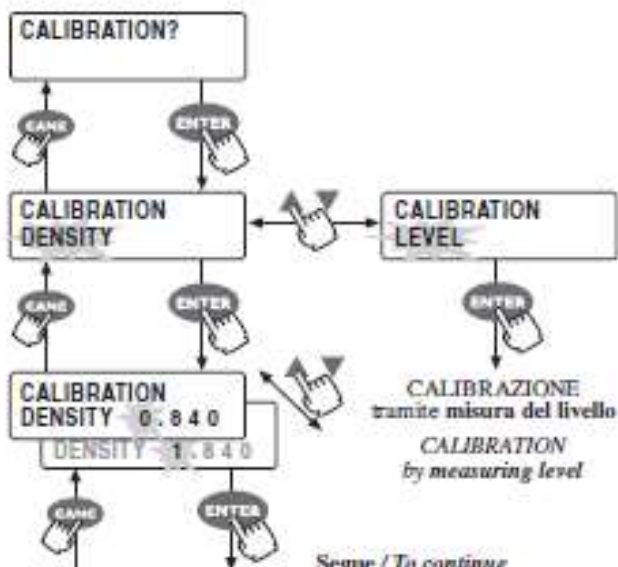 CALIBRATION?
CANC ENTER
CALIBRATION
DENSITY
CALIBRATION
LEVEL
CANC ENTER
ENTER
CALIBRATION
DENSITY 0.840
DENSITY 1.840
CALIBRAZIONE
tramite misura del livello
CALIBRATION
by measuring level
CANC ENTER
Segue / To continue